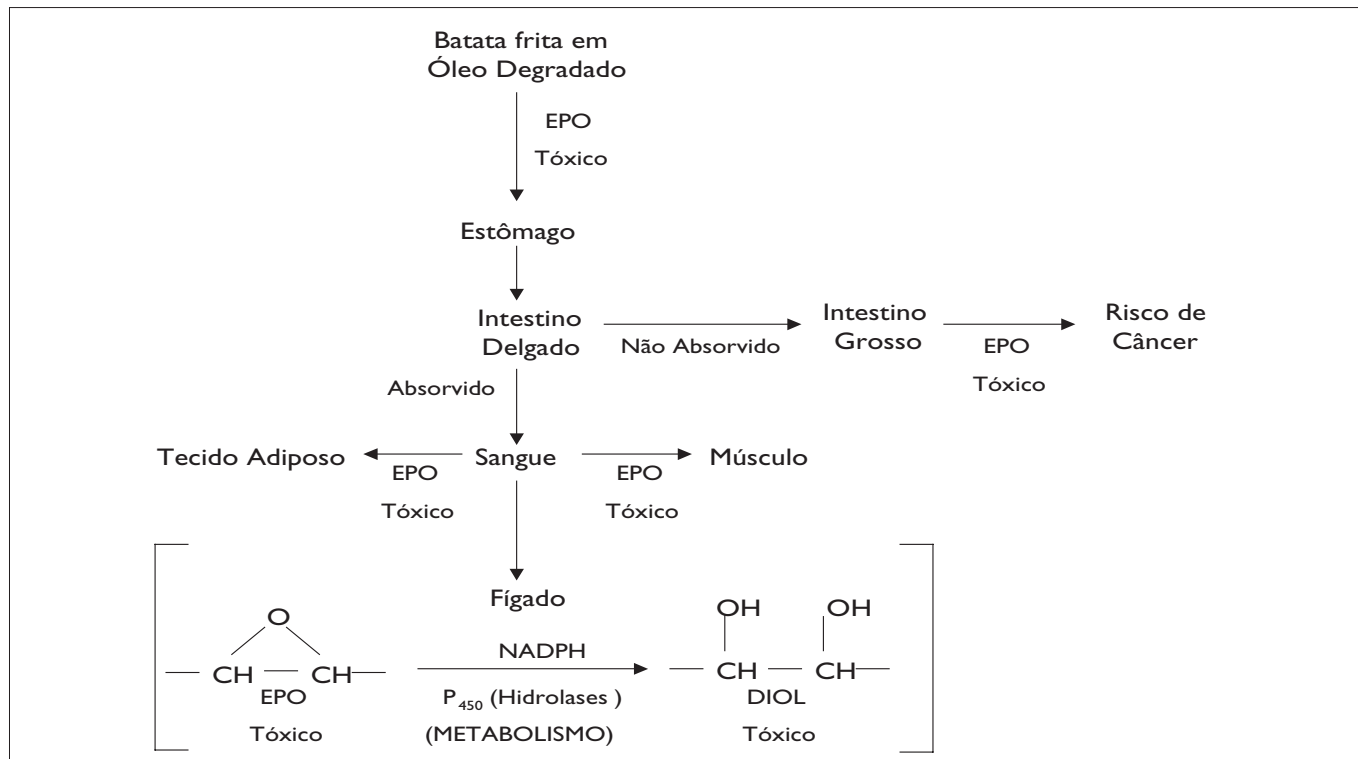 Batata frita em
Óleo Degradado
EPO
Tóxico
Estômago
Intestino
Delgado
Não Absorvido
Intestino
Grosso
EPO
Tóxico
Risco de
Câncer
Absorvido
Tecido Adiposo
EPO
Tóxico
Sangue
EPO
Tóxico
Músculo
Fígado
O
CH CH
EPO
Tóxico
NADPH
P450 (Hidrolases )
(METABOLISMO)
OH OH
CH CH
DIOL
Tóxico